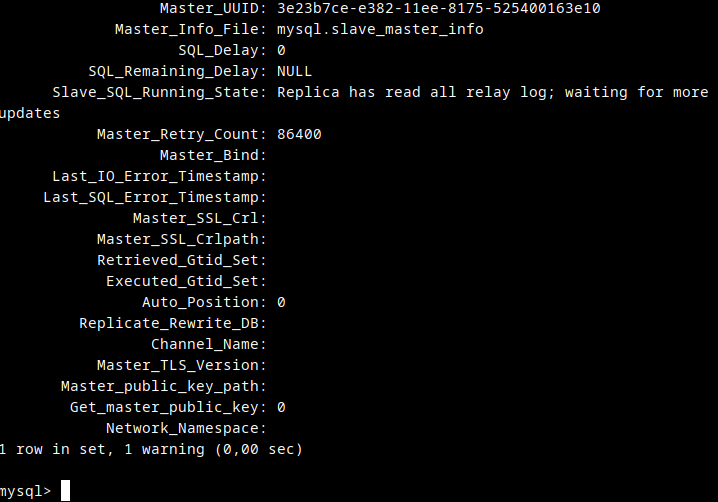 Master_UUID: 3e23b7ce-e382-11ee-8175-525400163e10
Master_Info_File: mysql.slave_master_info
SQL_Delay: 0
SQL_Remaining_Delay: NULL
Slave_SQL_Running_State: Replica has read all relay log; waiting for more
updates
Master_Retry_Count: 86400
Master_Bind:
Last_IO_Error_Timestamp:
Last_SQL_Error_Timestamp:
Master_SSL_Crl:
Master_SSL_Crlpath:
Retrieved_Gtid_Set:
Executed_Gtid_Set:
Auto_Position: 0
Replicate_Rewrite_DB:
Channel_Name:
Master_TLS_Version:
Master_public_key_path:
Get_master_public_key: 0
Network_Namespace:
1 row in set, 1 warning (0,00 sec)
mysql>